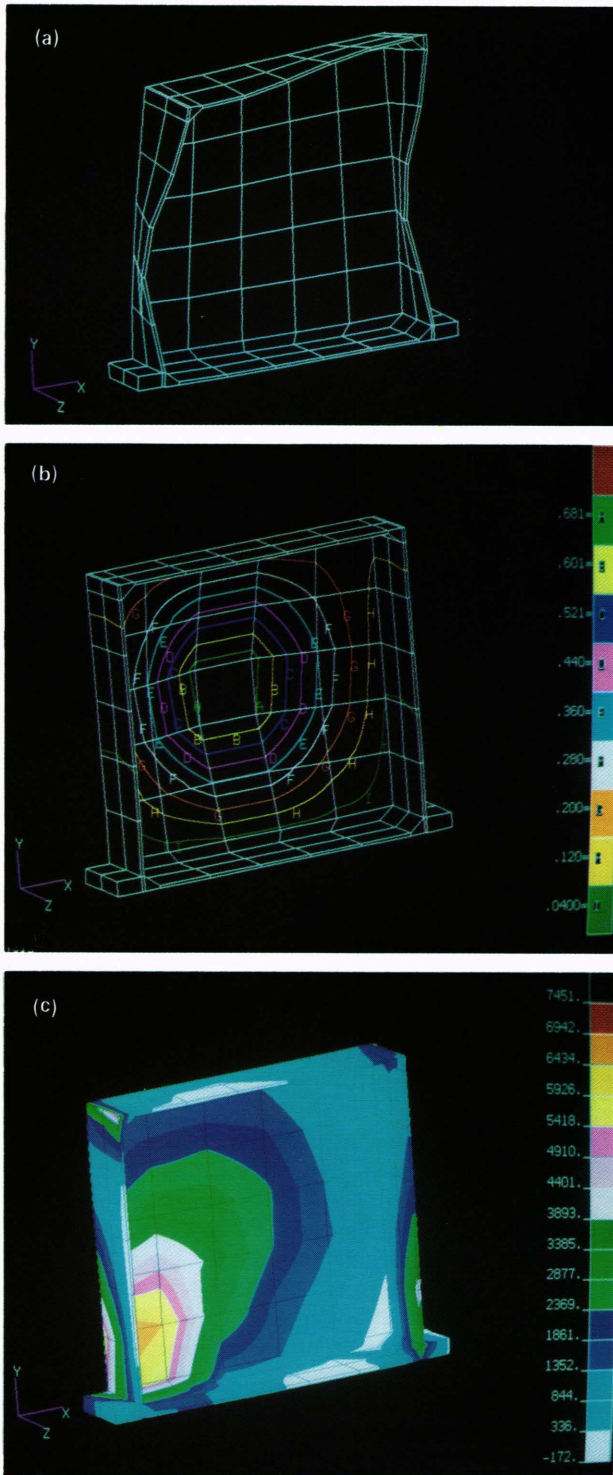 (a)
Y
X
Z
(b)
.681=
.601=
.521=
.440=
.360=
.280=
.200=
.120=
.0400=
G
F
E
D
H
G
F
E
D
C
E
H
F
D
B
B
G
D
E
B
D
F
E
D
G
F
H
G
H
I
I
Y
X
Z
(c)
7451.
6942.
6434.
5926.
5418.
4910.
4401.
3893.
3385.
2877.
2369.
1861.
1352.
844.
336.
-172.
Y
X
Z